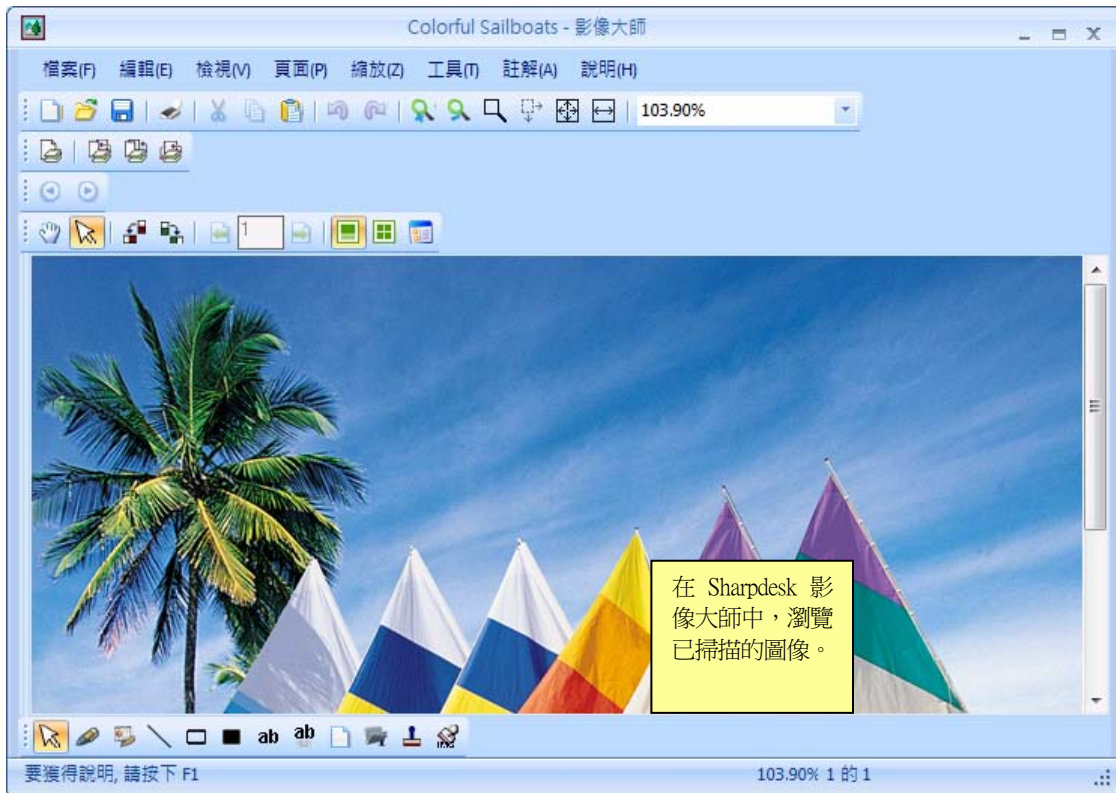 Colorful Sailboats - 影像大師
檔案(F) 編輯(E) 檢視(V) 頁面(P) 縮放(Z) 工具(T) 註解(A) 說明(H)
103.90%
1
在 Sharpdesk 影
像大師中，瀏覽
已掃描的圖像。
ab ab
要獲得說明, 請按下 F1
103.90% 1 的 1